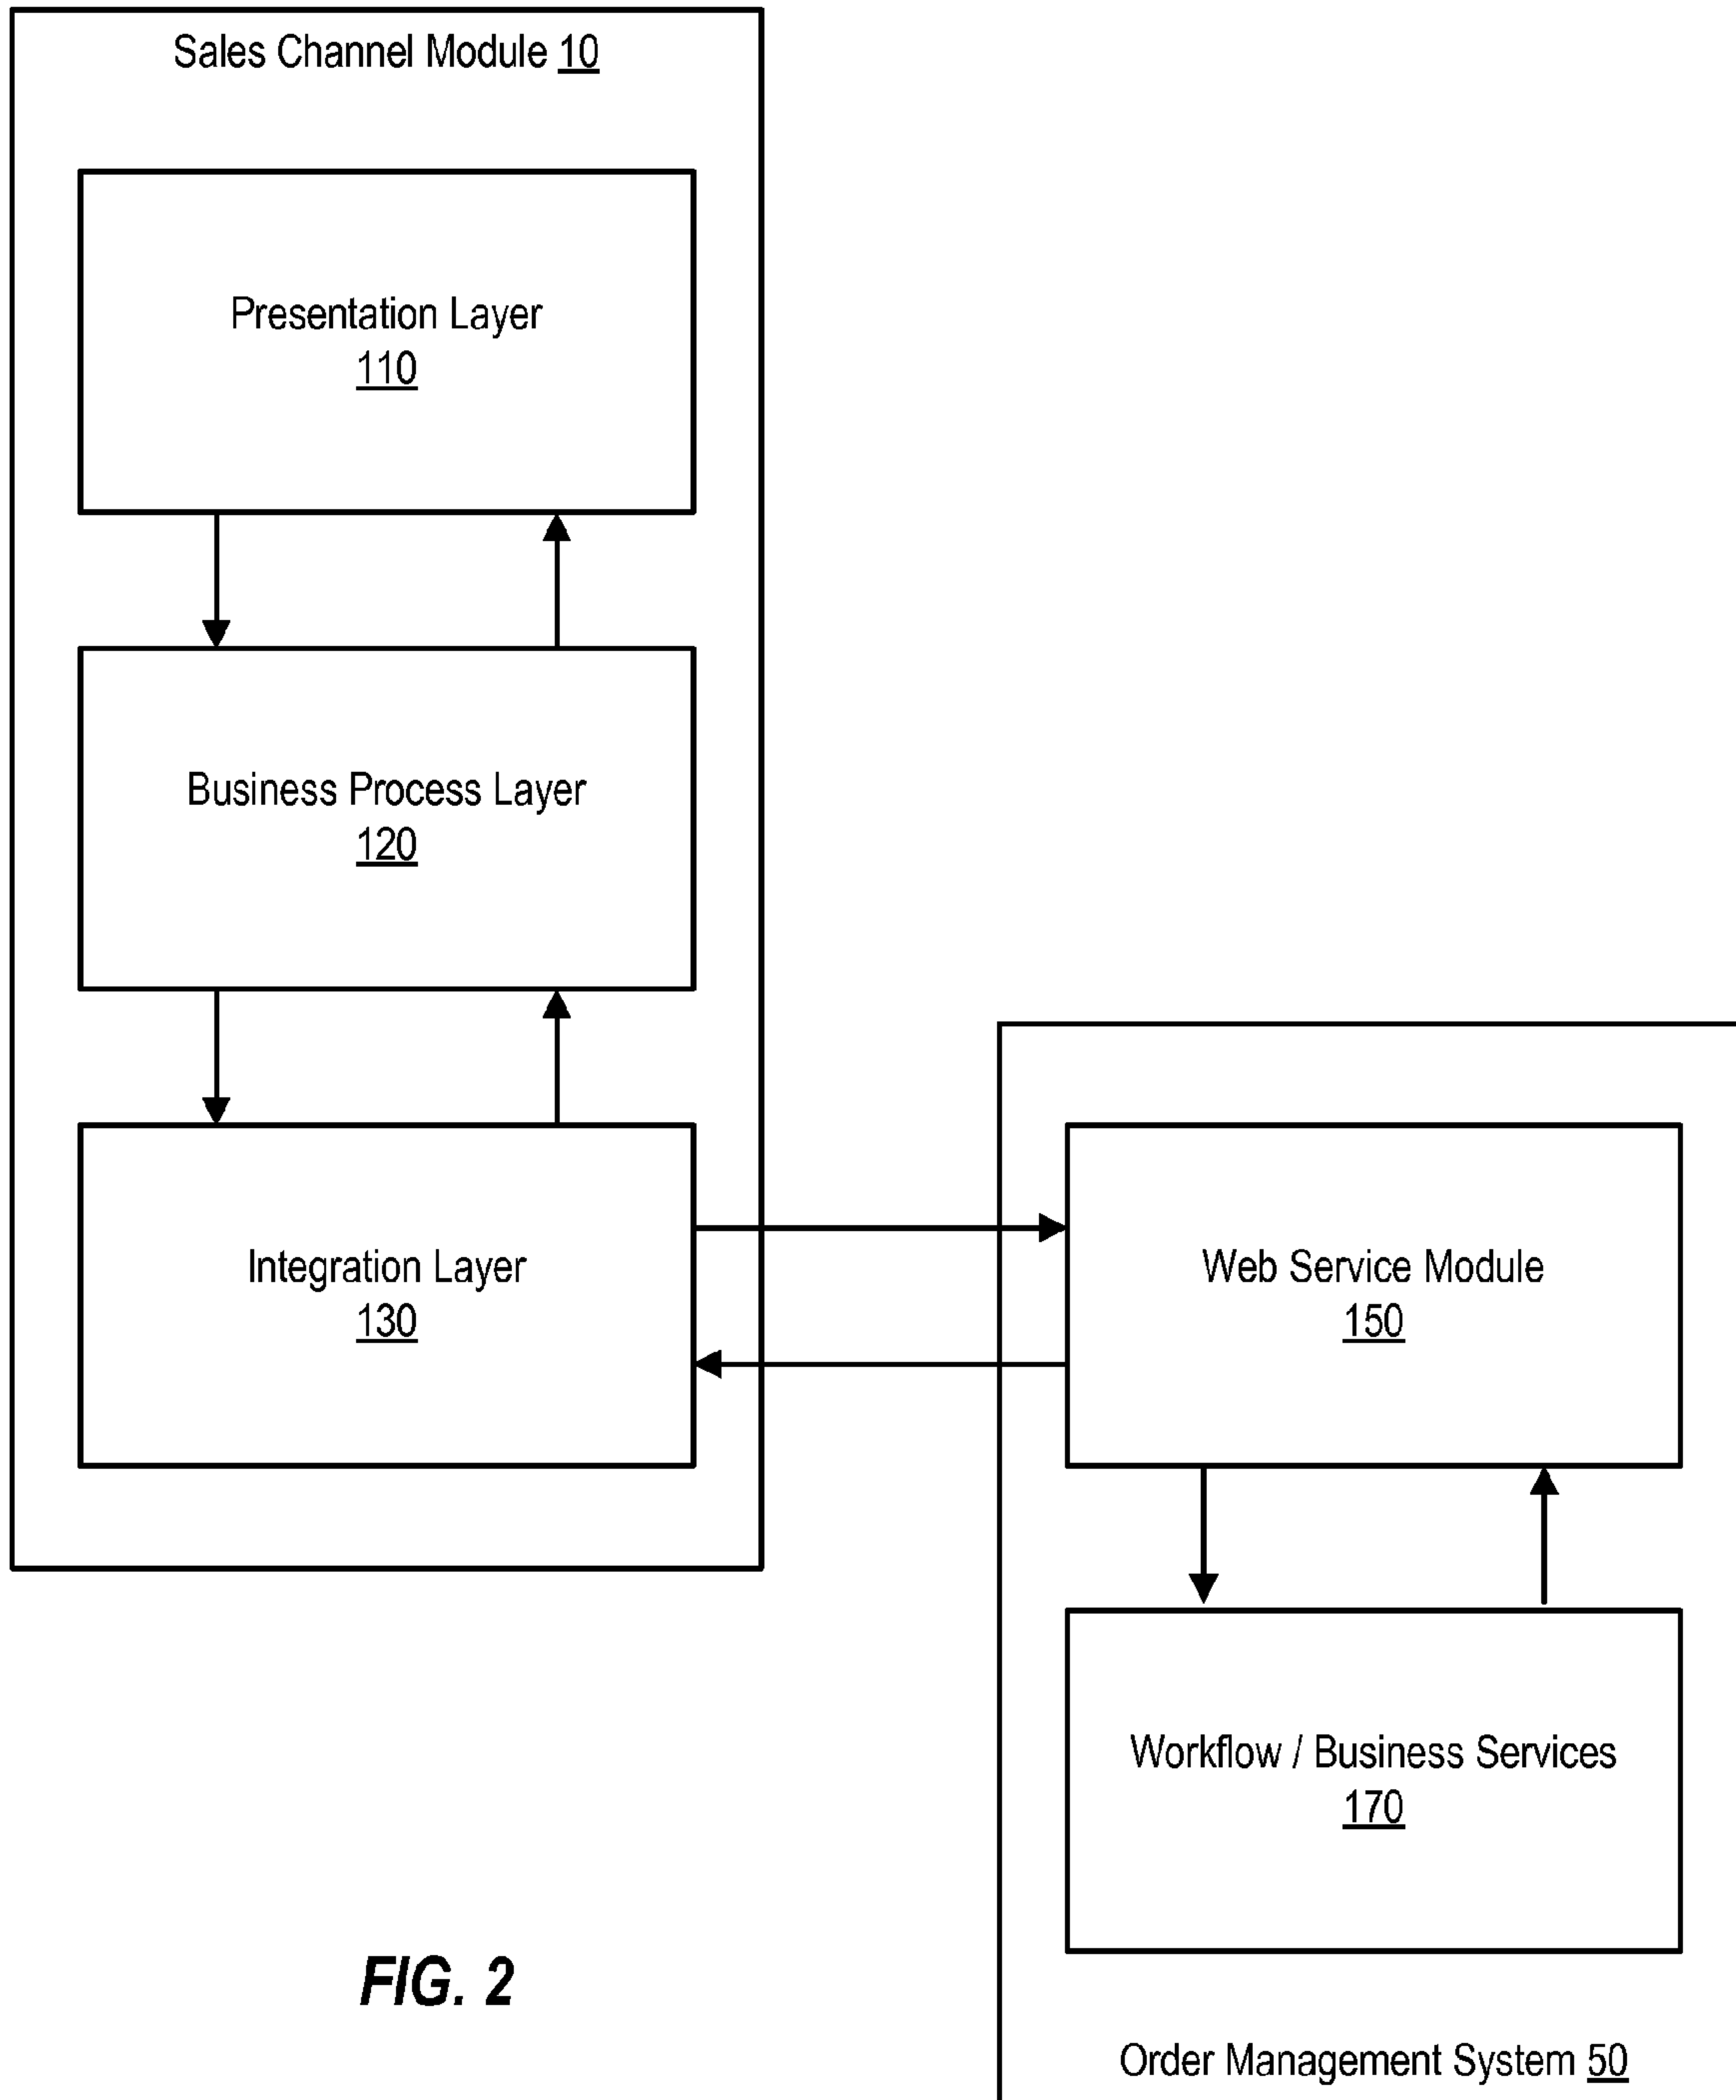 Sales Channel Module 10
Presentation Layer
110
Business Process Layer
120
Integration Layer
130
Web Service Module
150
Workflow / Business Services
170
Order Management System 50
FIG. 2